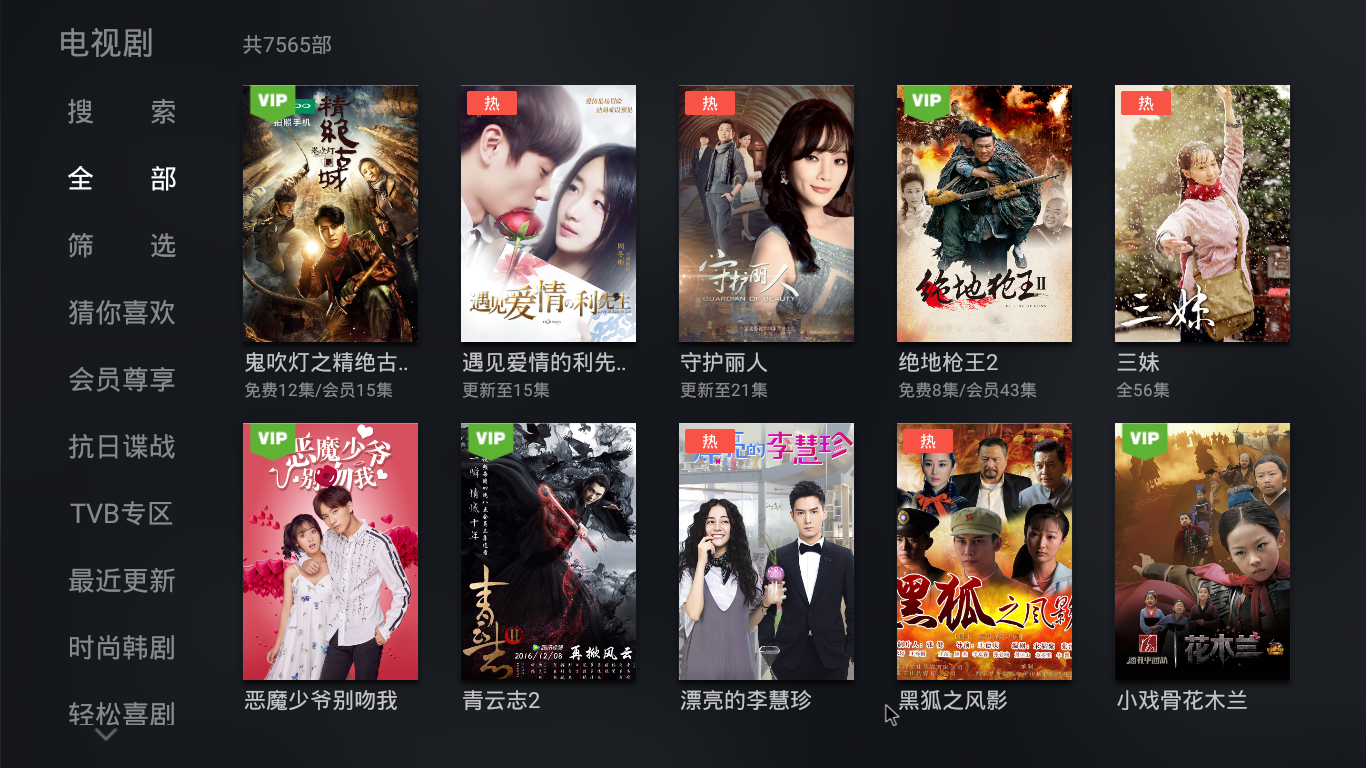 电视剧
共7565部
搜 索
全 部
筛 选
猜你喜欢
会员尊享
抗日谍战
TVB专区
最近更新
时尚韩剧
轻松喜剧
VIP
拍照手机
精绝古城
热
遇见爱情の利先生
热
守护丽人
GUARDIAN OF BEAUTY
VIP
绝地枪王II
热
三妹
鬼吹灯之精绝古..
免费12集/会员15集
遇见爱情的利先..
更新至15集
守护丽人
更新至21集
绝地枪王2
免费8集/会员43集
三妹
全56集
VIP
恶魔少爷
别吻我
VIP
青云志
II
2016/12/08 再掀风云
热
亮的李慧珍
热
黑狐之风影
VIP
花木兰
恶魔少爷别吻我
青云志2
漂亮的李慧珍
黑狐之风影
小戏骨花木兰